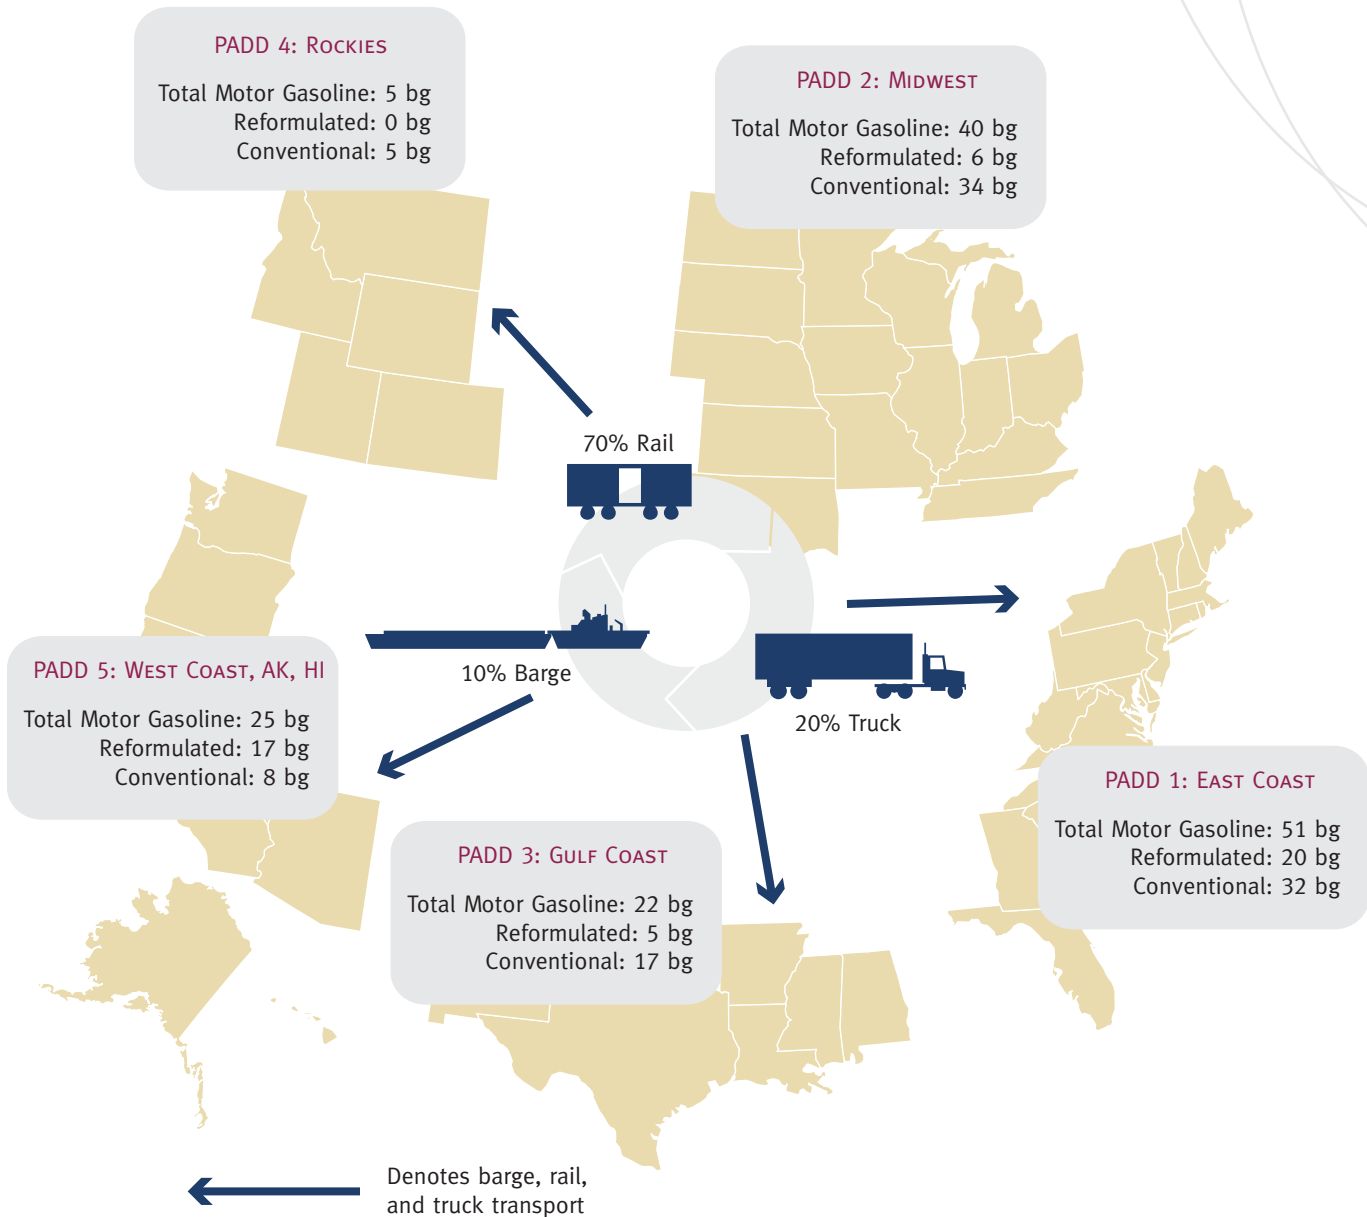 PADD 4: Rockies
Total Motor Gasoline: 5 bg
Reformulated: 0 bg
Conventional: 5 bg
PADD 2: Midwest
Total Motor Gasoline: 40 bg
Reformulated: 6 bg
Conventional: 34 bg
70% Rail
10% Barge
20% Truck
PADD 5: West Coast, AK, HI
Total Motor Gasoline: 25 bg
Reformulated: 17 bg
Conventional: 8 bg
PADD 1: East Coast
Total Motor Gasoline: 51 bg
Reformulated: 20 bg
Conventional: 32 bg
PADD 3: Gulf Coast
Total Motor Gasoline: 22 bg
Reformulated: 5 bg
Conventional: 17 bg
Denotes barge, rail,
and truck transport